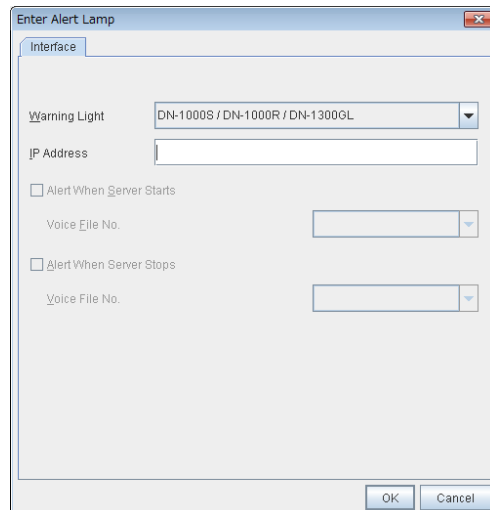 Enter Alert Lamp
Interface
Warning Light DN-1000S / DN-1000R / DN-1300GL
IP Address
Alert When Server Starts
Voice File No.
Alert When Server Stops
Voice File No.
OK Cancel